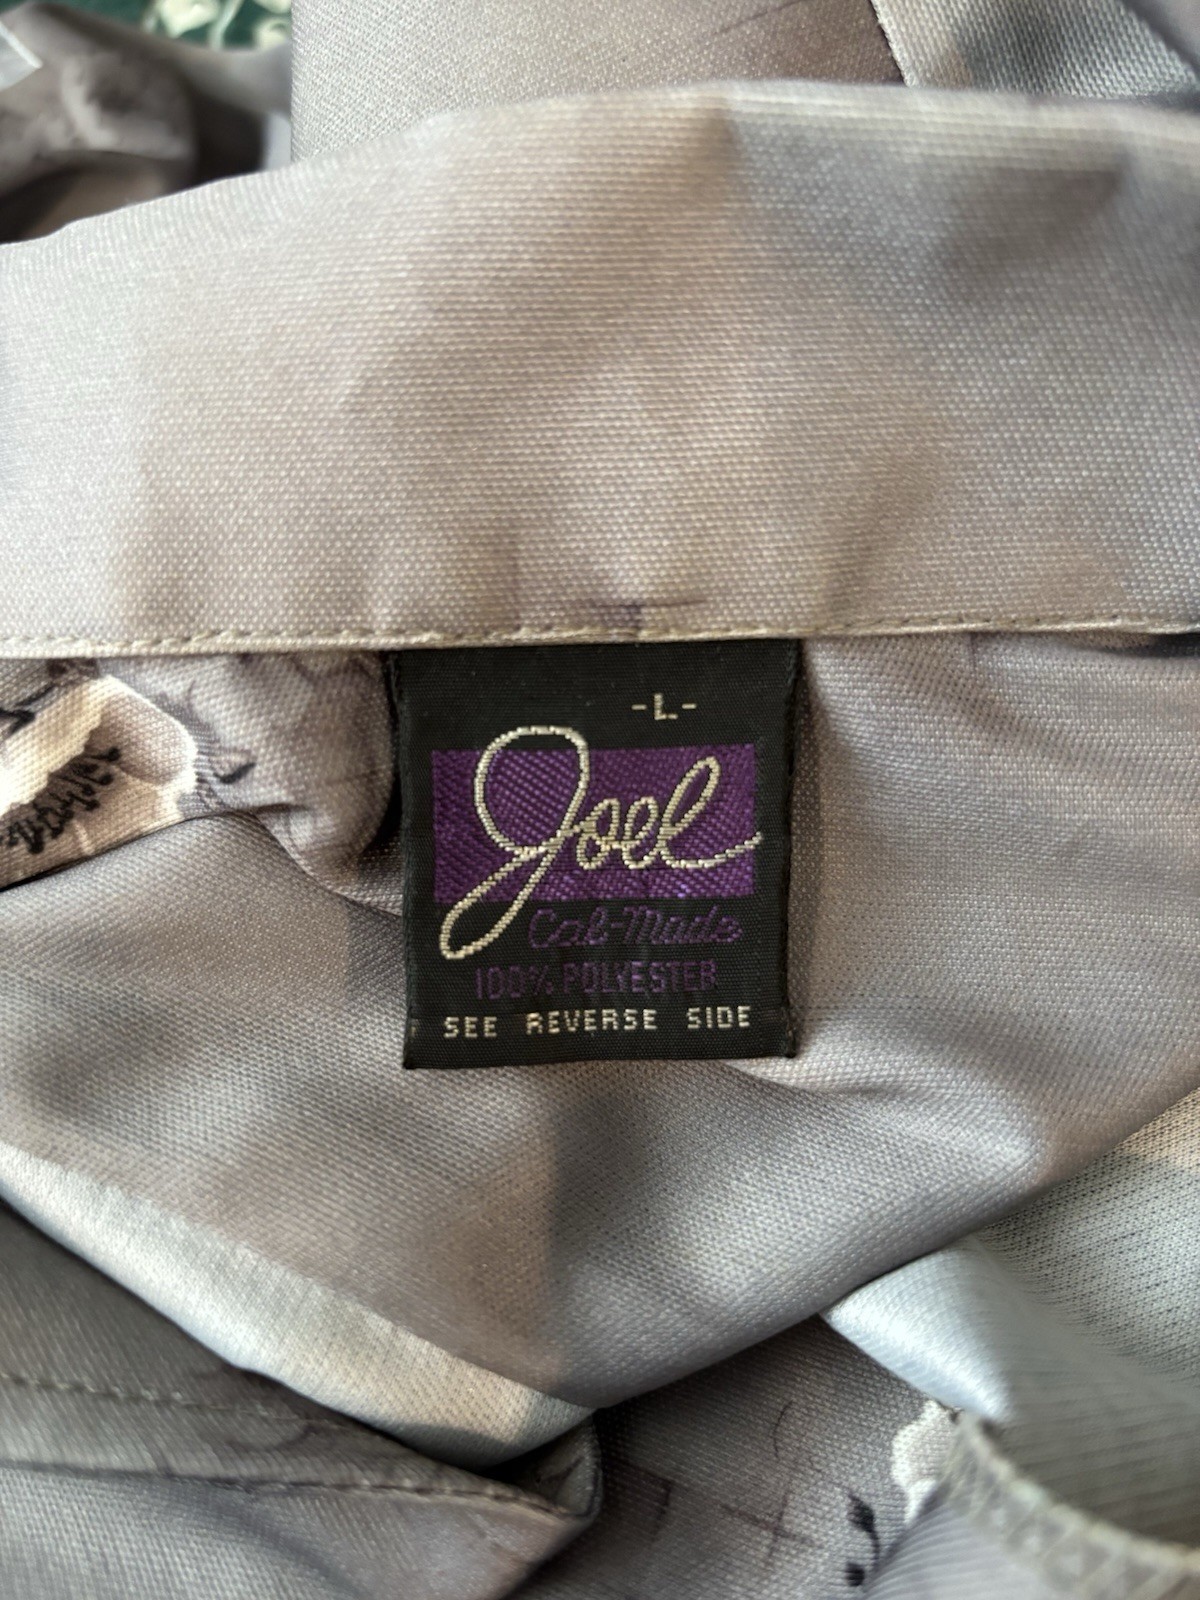 -L-
Joel
Cal-Made
100% POLYESTER
SEE REVERSE SIDE